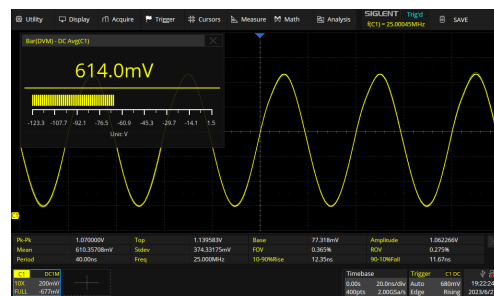 Utility Display Acquire Trigger Cursors Measure Math Analysis SIGLENT Trig'd SAVE
f(C1) = 25.00045MHz
Bar(DVM) - DC Avg(C1)
614.0mV
-123.3 -107.7 -92.1 -76.5 -60.9 -45.3 -29.7 -14.1 1.5
Unit: V
Pk-Pk 1.070000V Top 1.139583V Base 77.318mV Amplitude 1.062266V
Mean 610.35708mV Stdev 374.33175mV FOV 0.365% ROV 0.275%
Period 40.00ns Freq 25.000MHz 10-90%Rise 12.35ns 90-10%Fall 11.67ns
C1 DC1M Timebase Trigger C1 DC
10X 200mV/ 0.00s 20.0ns/div Auto 680mV 19:22:24
FULL -677mV 400pts 2.00GSa/s Edge Rising 2023/6/2